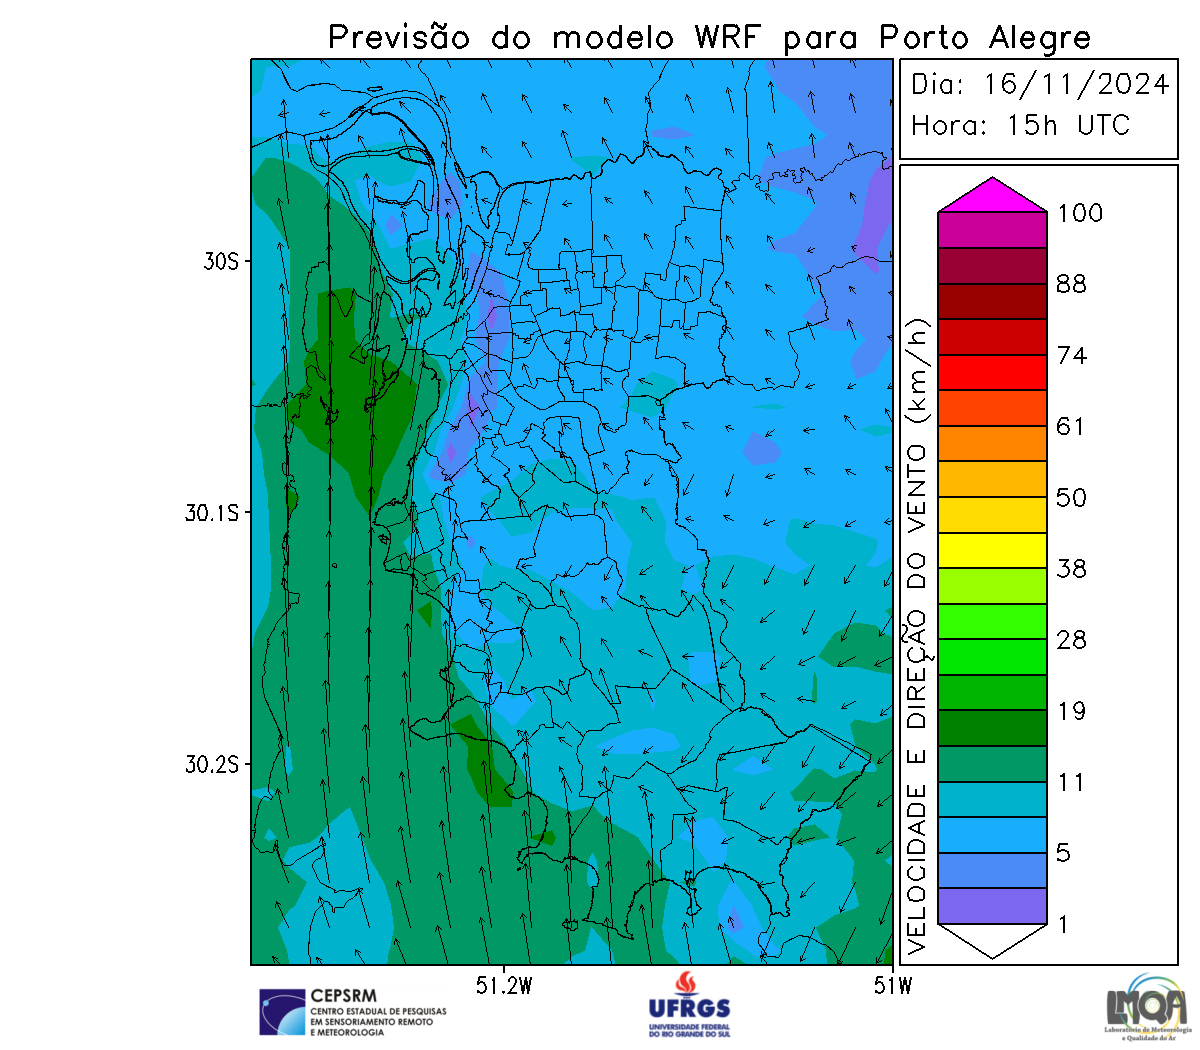 Previsão do modelo WRF para Porto Alegre
Dia: 16/11/2024
Hora: 15h UTC
100
88
74
61
50
38
28
19
11
5
1
VELOCIDADE E DIREÇÃO DO VENTO (km/h)
30S
30.1S
30.2S
51.2W
51W
CEPSRM
CENTRO ESTADUAL DE PESQUISAS
EM SENSORIAMENTO REMOTO
E METEOROLOGIA
UFRGS
UNIVERSIDADE FEDERAL
DO RIO GRANDE DO SUL
LMQA
Laboratório de Meteorologia
e Qualidade do Ar